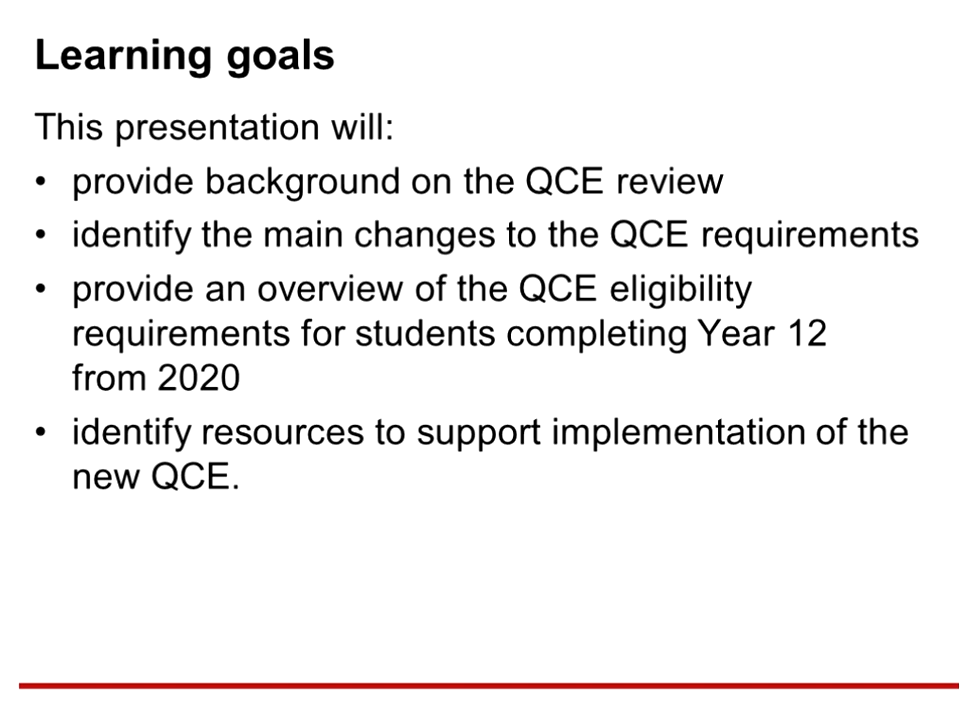 Learning goals
This presentation will:
• provide background on the QCE review
• identify the main changes to the QCE requirements
• provide an overview of the QCE eligibility
requirements for students completing Year 12
from 2020
• identify resources to support implementation of the
new QCE.